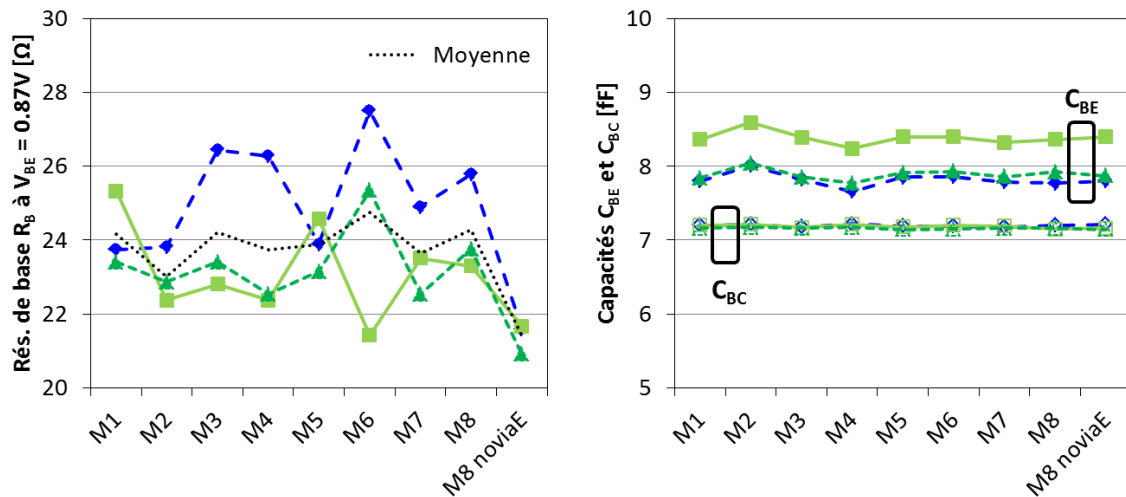 Rés. de base R_B à V_BE = 0.87V [Ω]
30
28
26
24
22
20
Moyenne
M1
M2
M3
M4
M5
M6
M7
M8
M8 noviaE
Capacités C_BE et C_BC [fF]
10
9
8
7
6
5
C_BE
C_BC
M1
M2
M3
M4
M5
M6
M7
M8
M8 noviaE